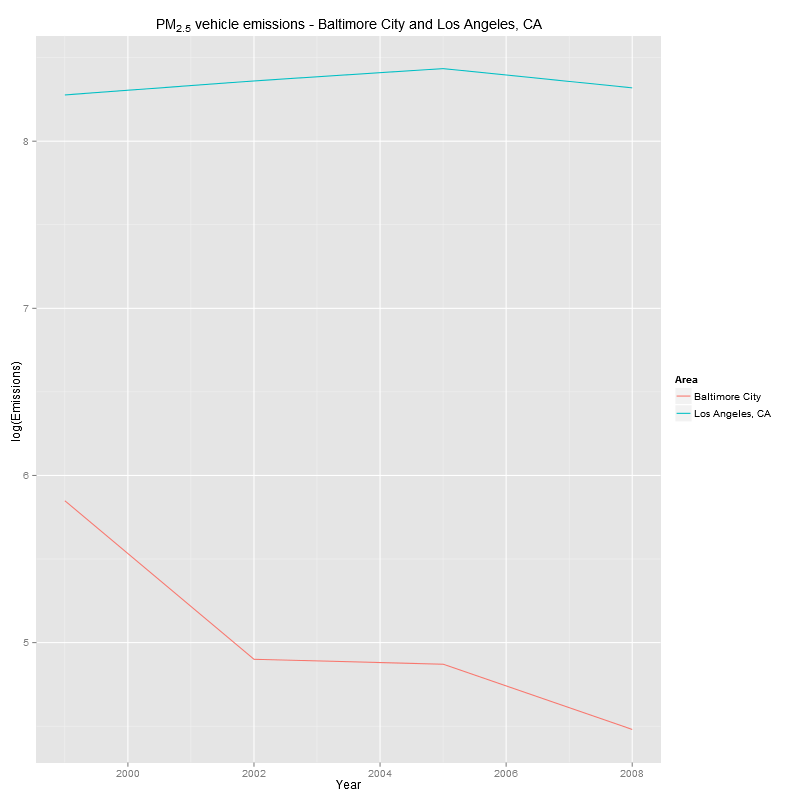 PM2.5 vehicle emissions - Baltimore City and Los Angeles, CA
8
7
6
5
log(Emissions)
2000 2002 2004 2006 2008
Year
Area
Baltimore City
Los Angeles, CA